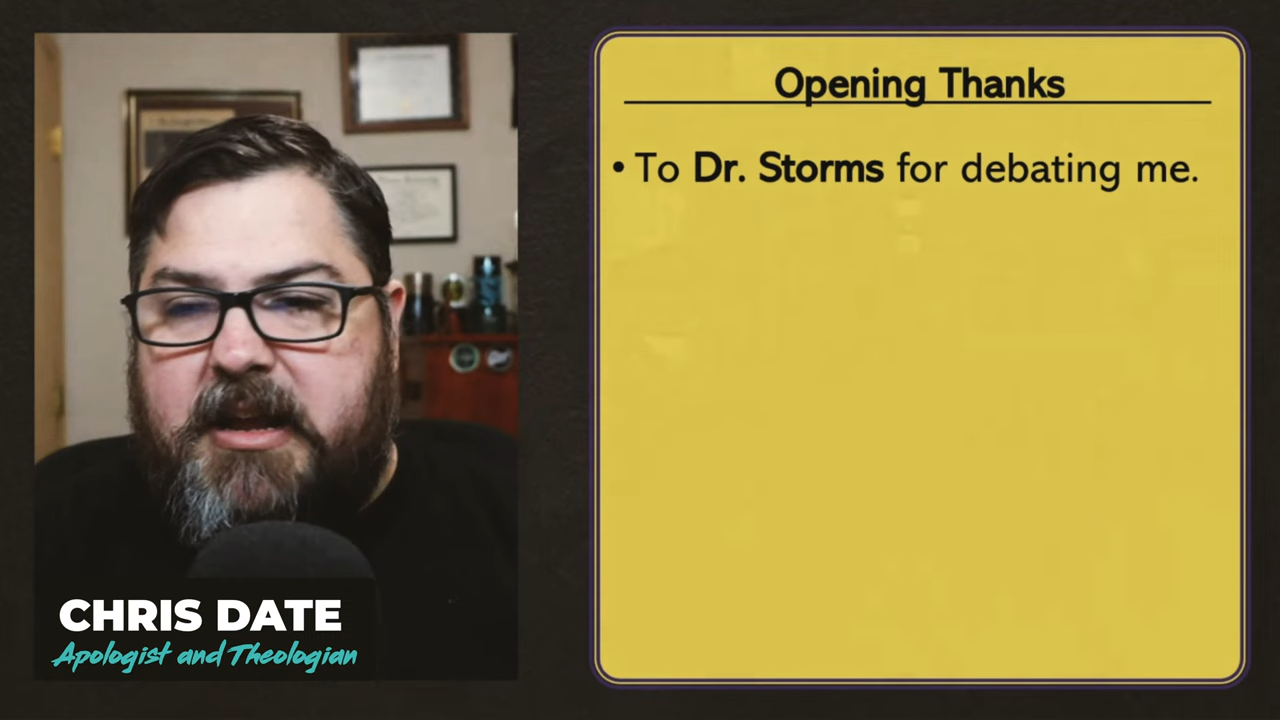 Opening Thanks
• To Dr. Storms for debating me.
CHRIS DATE
Apologist and Theologian